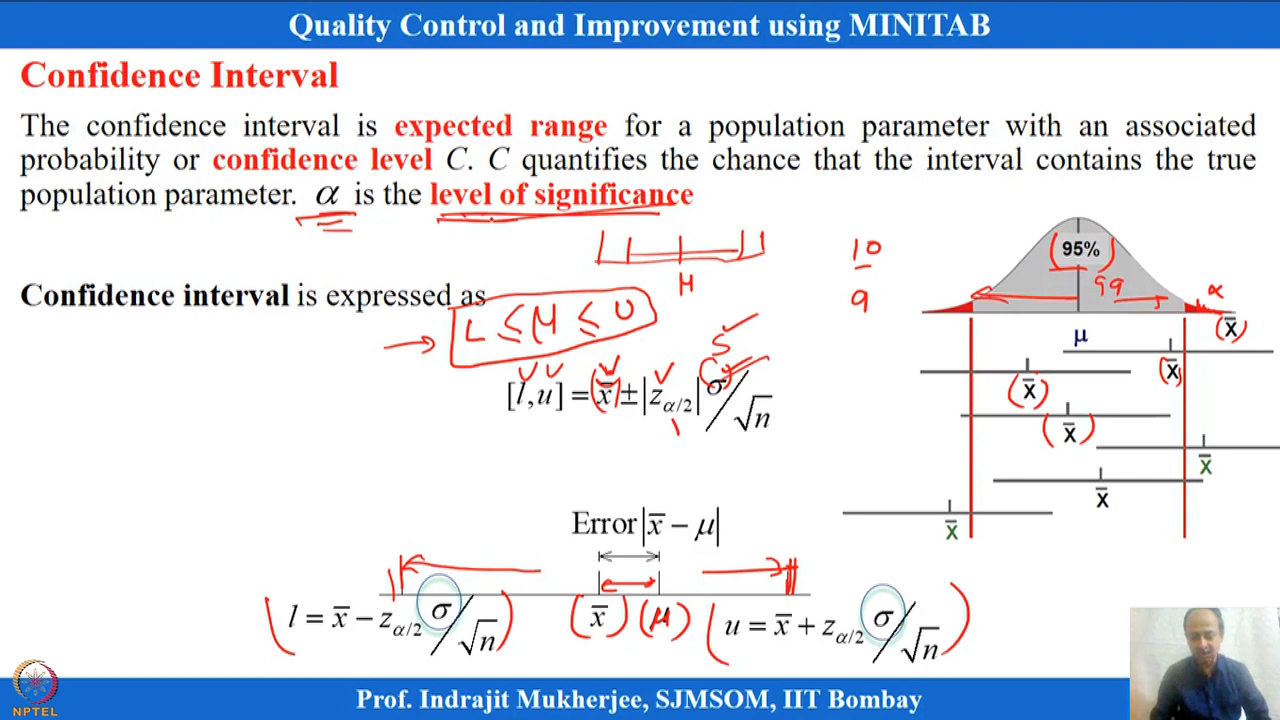 Quality Control and Improvement using MINITAB
Confidence Interval
The confidence interval is expected range for a population parameter with an associated
probability or confidence level C. C quantifies the chance that the interval contains the true
population parameter. α is the level of significance
95%
99
α
10
9
μ
(x̄)
μ
Confidence interval is expressed as
L ≤ μ ≤ U
S
[l,u] = x̄ ± |z_{α/2}| σ/√n
(x̄)
(x̄)
(x̄)
x̄
x̄
x̄
Error|x̄ − μ|
(l = x̄ − z_{α/2} σ/√n) (x̄) (μ) (u = x̄ + z_{α/2} σ/√n)
NPTEL
Prof. Indrajit Mukherjee, SJMSOM, IIT Bombay